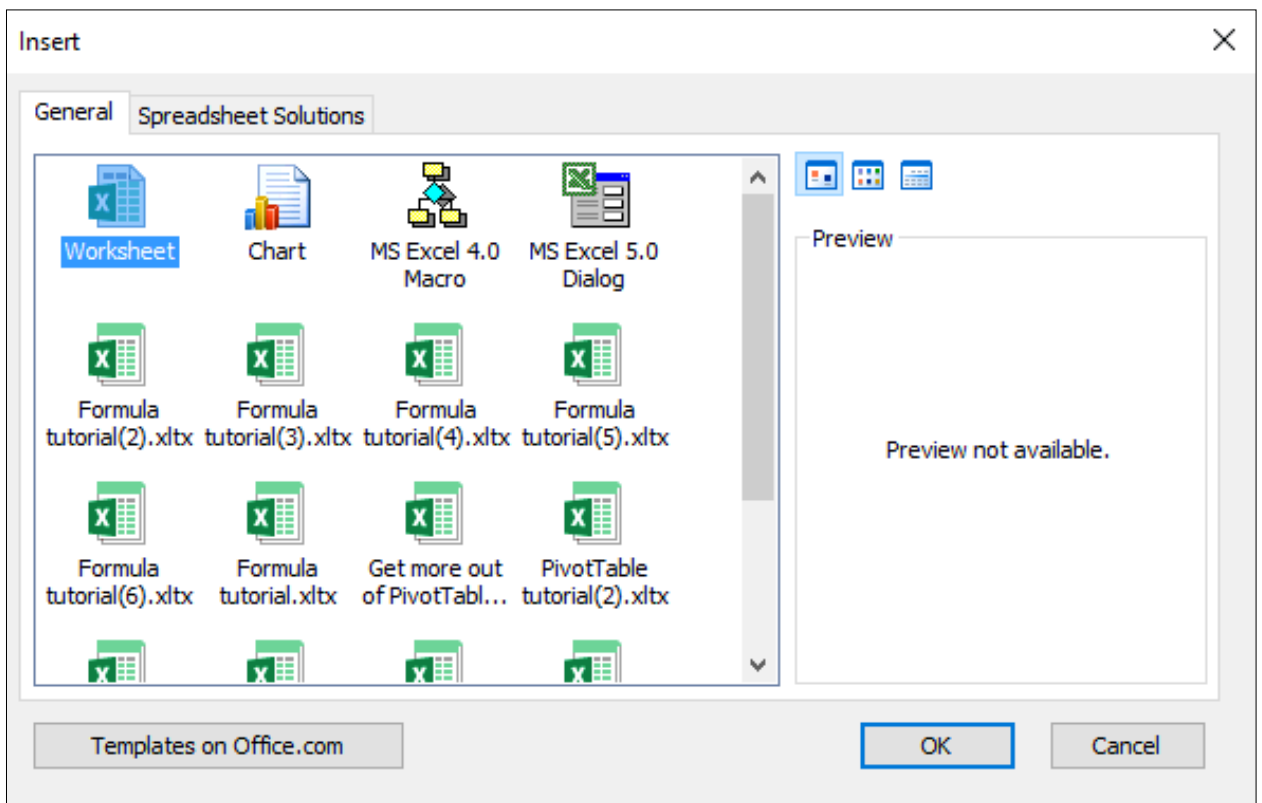 Insert
General Spreadsheet Solutions
Worksheet Chart MS Excel 4.0 MS Excel 5.0
Macro Dialog
Preview
Formula Formula Formula Formula
tutorial(2).xltx tutorial(3).xltx tutorial(4).xltx tutorial(5).xltx
Preview not available.
Formula Formula Get more out PivotTable
tutorial(6).xltx tutorial.xltx of PivotTabl... tutorial(2).xltx
Templates on Office.com OK Cancel